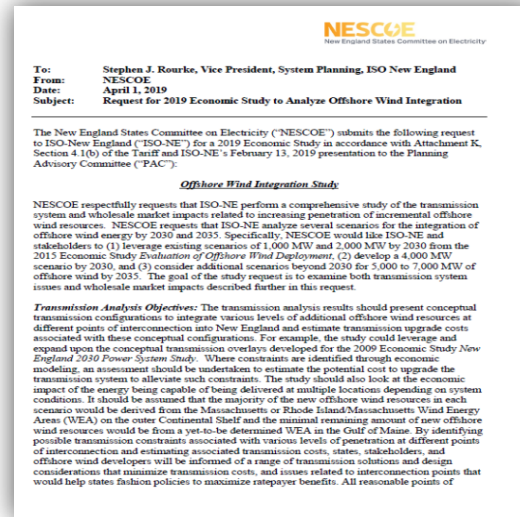 NESCOE
New England States Committee on Electricity
To: Stephen J. Rourke, Vice President, System Planning, ISO New England
From: NESCOE
Date: April 1, 2019
Subject: Request for 2019 Economic Study to Analyze Offshore Wind Integration
The New England States Committee on Electricity (“NESCOE”) submits the following request
to ISO-New England (“ISO-NE”) for a 2019 Economic Study in accordance with Attachment K,
Section 4.1(b) of the Tariff and ISO-NE’s February 13, 2019 presentation to the Planning
Advisory Committee (“PAC”):
Offshore Wind Integration Study
NESCOE respectfully requests that ISO-NE perform a comprehensive study of the transmission
system and wholesale market impacts related to increasing penetration of incremental offshore
wind resources. NESCOE requests that ISO-NE analyze several scenarios for the integration of
offshore wind energy by 2030 and 2035. Specifically, NESCOE would like ISO-NE and
stakeholders to (1) leverage existing scenarios of 1,000 MW and 2,000 MW by 2030 from the
2015 Economic Study Evaluation of Offshore Wind Deployment, (2) develop a 4,000 MW
scenario by 2030, and (3) consider additional scenarios beyond 2030 for 5,000 to 7,000 MW of
offshore wind by 2035. The goal of the study request is to examine both transmission system
issues and wholesale market impacts described further in this request.
Transmission Analysis Objectives: The transmission analysis results should present conceptual
transmission configurations to integrate various levels of additional offshore wind resources at
different points of interconnection into New England and estimate transmission upgrade costs
associated with these conceptual configurations. For example, the study could leverage and
expand upon the conceptual transmission overlays developed for the 2009 Economic Study New
England 2030 Power System Study. Where constraints are identified through economic
modeling, an assessment should be undertaken to estimate the potential cost to upgrade the
transmission system to alleviate such constraints. The study should also look at the economic
impact of the energy being capable of being delivered at multiple locations depending on system
conditions. It should be assumed that the majority of the new offshore wind resources in each
scenario would be derived from the Massachusetts or Rhode Island/Massachusetts Wind Energy
Areas (WEA) on the outer Continental Shelf and the minimal remaining amount of new offshore
wind resources would be from a yet-to-be determined WEA in the Gulf of Maine. By identifying
possible transmission constraints associated with various levels of penetration at different points
of interconnection and estimating associated transmission costs, states, stakeholders, and
offshore wind developers will be informed of a range of transmission solutions and design
considerations that minimize transmission costs, and issues related to interconnection points that
would help states fashion policies to maximize ratepayer benefits. All reasonable points of